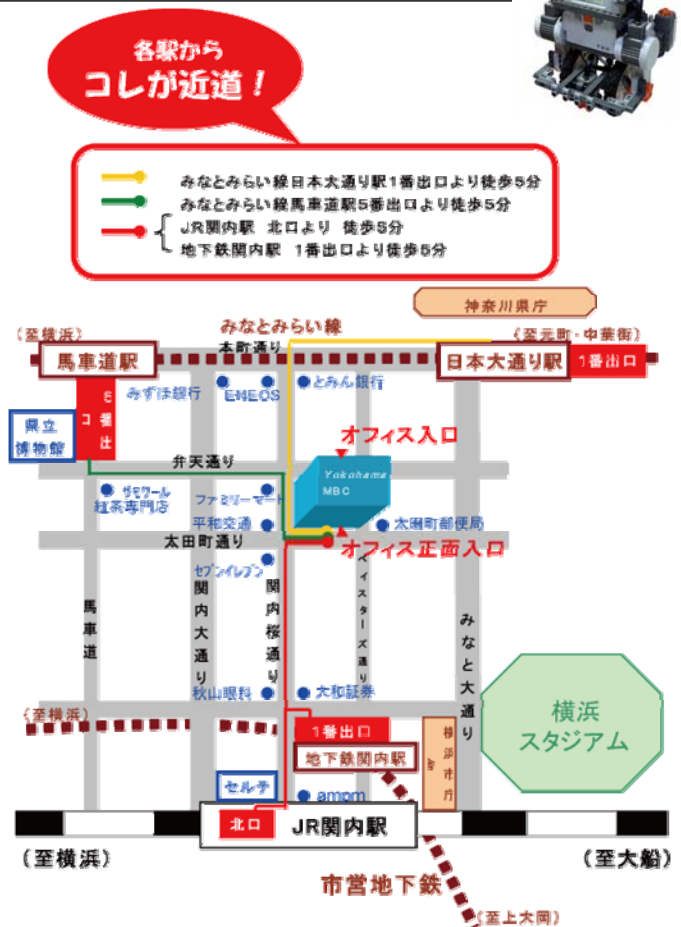 各駅から
コレが近道！
みなとみらい線日本大通り駅1番出口より徒歩5分
みなとみらい線馬車道駅5番出口より徒歩5分
JR関内駅 北口より 徒歩5分
地下鉄関内駅 1番出口より徒歩5分
神奈川県庁
(至横浜)
みなとみらい線
(至元町・中華街)
本町通り
馬車道駅
日本大通り駅
1番出口
みずほ銀行
ENEOS
とみん銀行
県立
博物館
オフィス入口
弁天通り
Yokohama
MBC
紅茶専門店
ファミリーマート
平和交通
太田町郵便局
太田町通り
オフィス正面入口
セブンイレブン
馬車道
関内大通り
関内桜通り
ベイスターズ通り
みなと大通り
秋山眼科
大和証券
横浜
スタジアム
(至横浜)
1番出口
地下鉄関内駅
横浜市庁
セルテ
ampm
北口
JR関内駅
(至横浜)
(至大船)
市営地下鉄
(至上大岡)